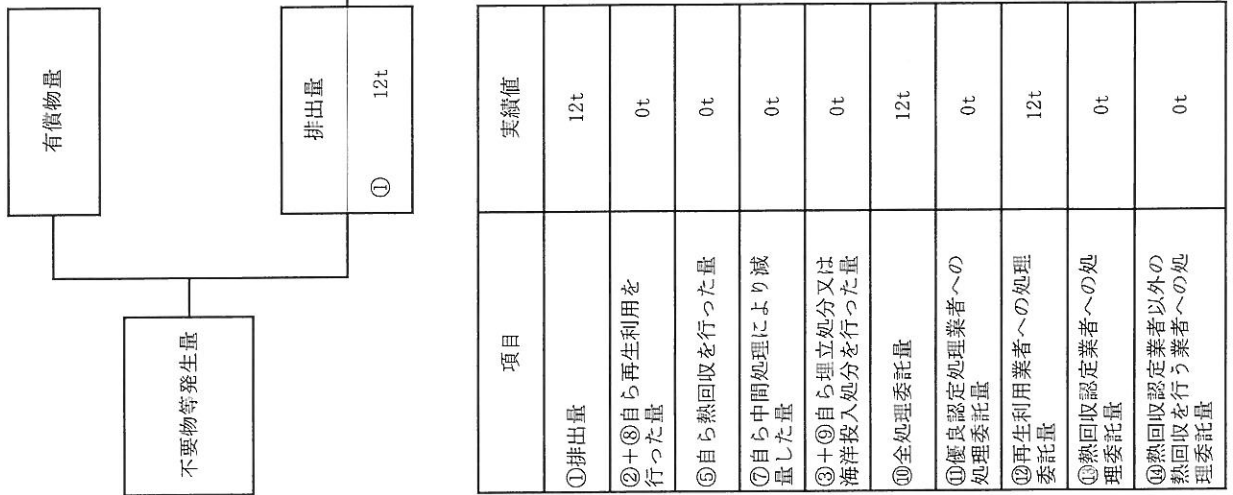 有償物量
不要物等発生量
排出量
① 12t
項目 実績値
①排出量 12t
②+⑧自ら再生利用を
行った量 0t
⑤自ら熱回収を行った量 0t
⑦自ら中間処理により減
量した量 0t
③+⑨自ら埋立処分又は
海洋投入処分を行った量 0t
⑩全処理委託量 12t
⑪優良認定処理業者への
処理委託量 0t
⑫再生利用業者への処理
委託量 12t
⑬熱回収認定業者への処
理委託量 0t
⑭熱回収認定業者以外の
熱回収を行う業者への処
理委託量 0t